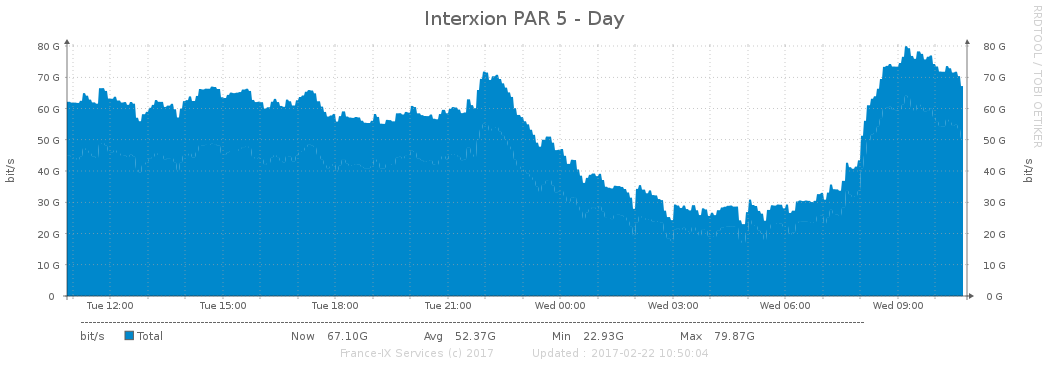 Interxion PAR 5 - Day
RRDTOOL / TOBI OETIKER
bit/s
80 G 80 G
70 G 70 G
60 G 60 G
50 G 50 G
40 G 40 G
30 G 30 G
20 G 20 G
10 G 10 G
0 0 G
bit/s
Tue 12:00 Tue 15:00 Tue 18:00 Tue 21:00 Wed 00:00 Wed 03:00 Wed 06:00 Wed 09:00
bit/s Total Now 67.10G Avg 52.37G Min 22.93G Max 79.87G
France-IX Services (c) 2017 Updated : 2017-02-22 10:50:04